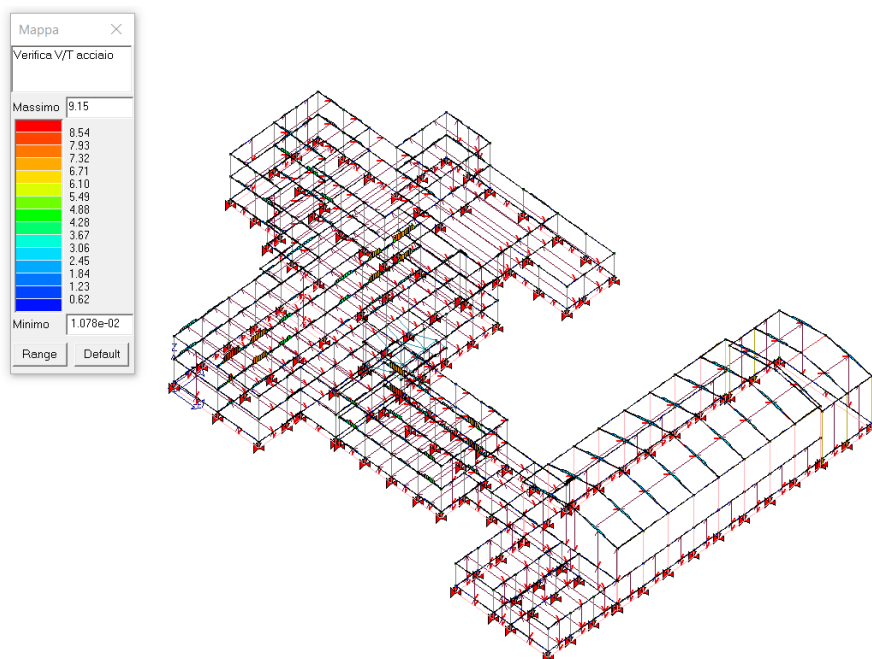 Mappa
Verifica V/T acciaio
Massimo 9.15
8.54
7.93
7.32
6.71
6.10
5.49
4.88
4.28
3.67
3.06
2.45
1.84
1.23
0.62
Minimo 1.078e-02
Range Default
Z